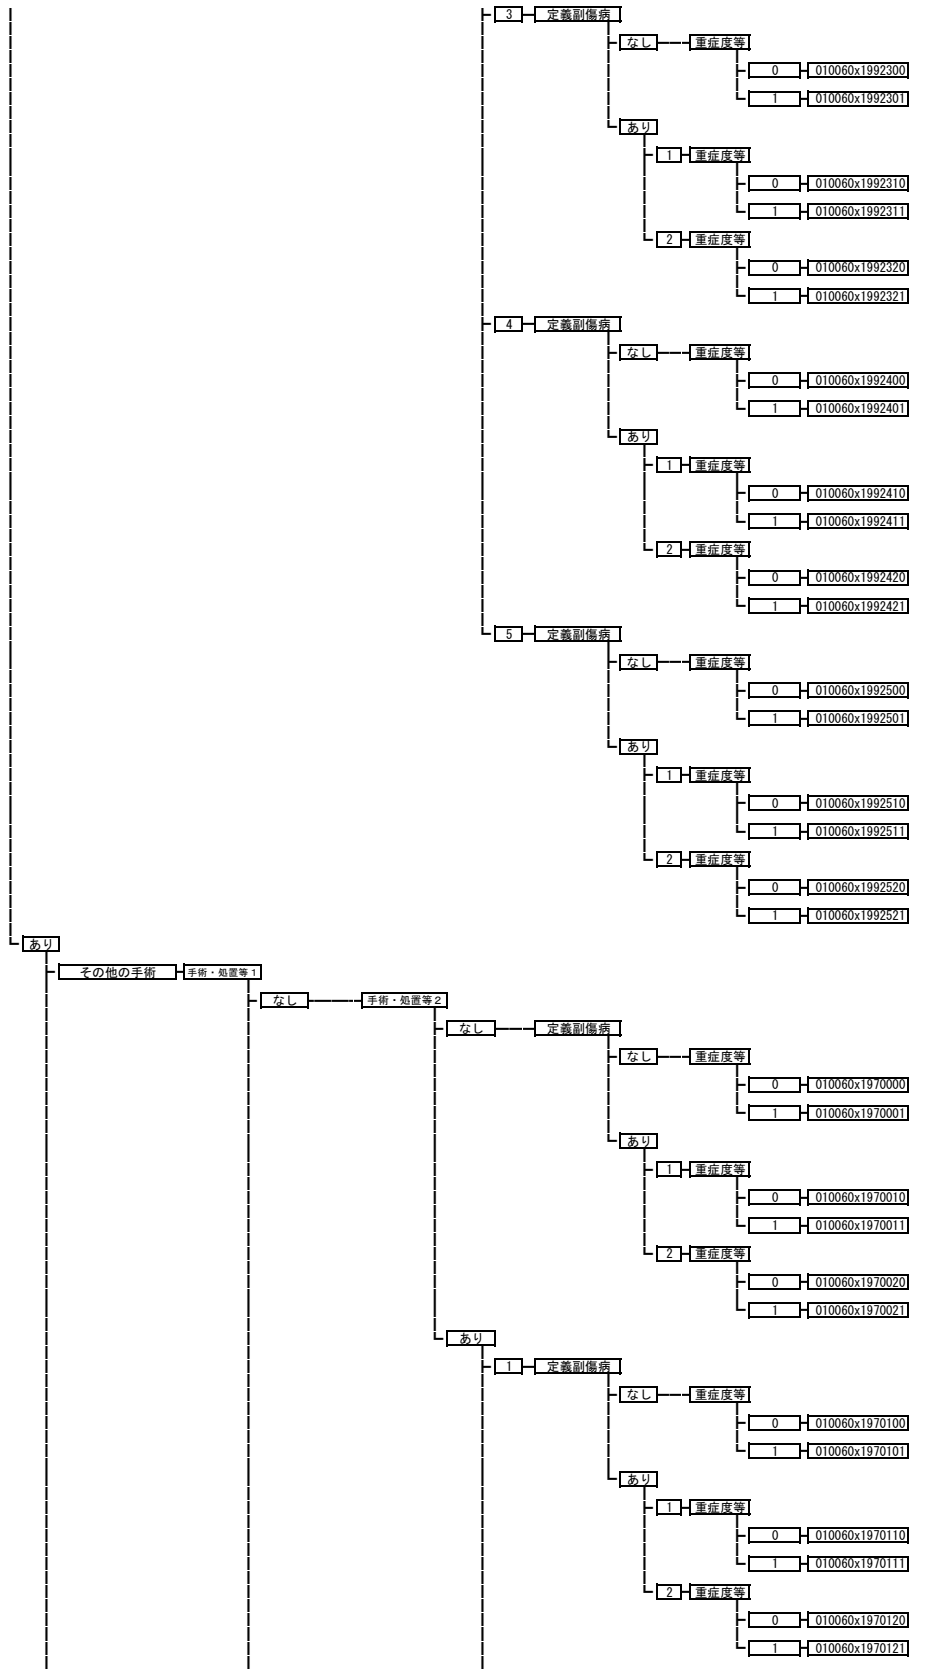 3 定義副傷病
なし 重症度等
0 010060x1992300
1 010060x1992301
あり
1 重症度等
0 010060x1992310
1 010060x1992311
2 重症度等
0 010060x1992320
1 010060x1992321
4 定義副傷病
なし 重症度等
0 010060x1992400
1 010060x1992401
あり
1 重症度等
0 010060x1992410
1 010060x1992411
2 重症度等
0 010060x1992420
1 010060x1992421
5 定義副傷病
なし 重症度等
0 010060x1992500
1 010060x1992501
あり
1 重症度等
0 010060x1992510
1 010060x1992511
2 重症度等
0 010060x1992520
1 010060x1992521
あり
その他の手術 手術・処置等1
なし 手術・処置等2
なし 定義副傷病
なし 重症度等
0 010060x1970000
1 010060x1970001
あり
1 重症度等
0 010060x1970010
1 010060x1970011
2 重症度等
0 010060x1970020
1 010060x1970021
あり
1 定義副傷病
なし 重症度等
0 010060x1970100
1 010060x1970101
あり
1 重症度等
0 010060x1970110
1 010060x1970111
2 重症度等
0 010060x1970120
1 010060x1970121